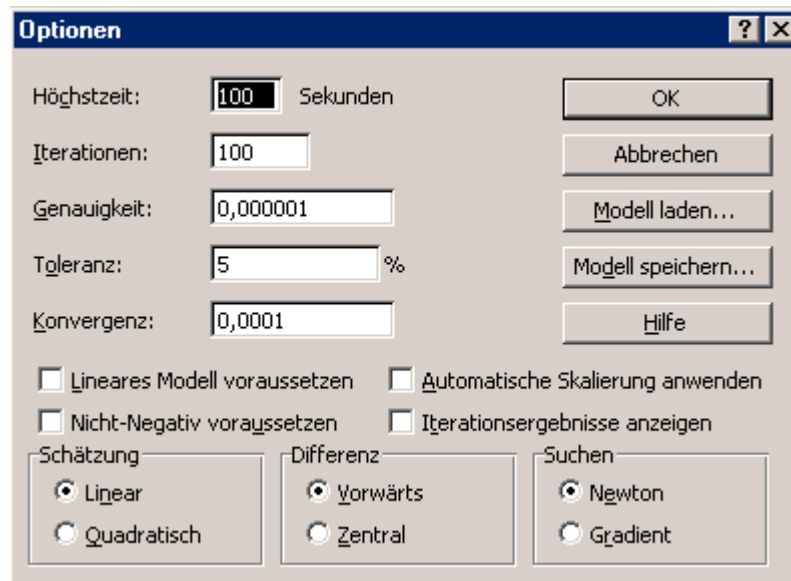 Optionen
Höchstzeit: 100 Sekunden OK
Iterationen: 100 Abbrechen
Genauigkeit: 0,000001 Modell laden...
Toleranz: 5 % Modell speichern...
Konvergenz: 0,0001 Hilfe
Lineares Modell voraussetzen Automatische Skalierung anwenden
Nicht-Negativ voraussetzen Iterationsergebnisse anzeigen
Schätzung Differenz Suchen
Linear Vorwärts Newton
Quadratisch Zentral Gradient